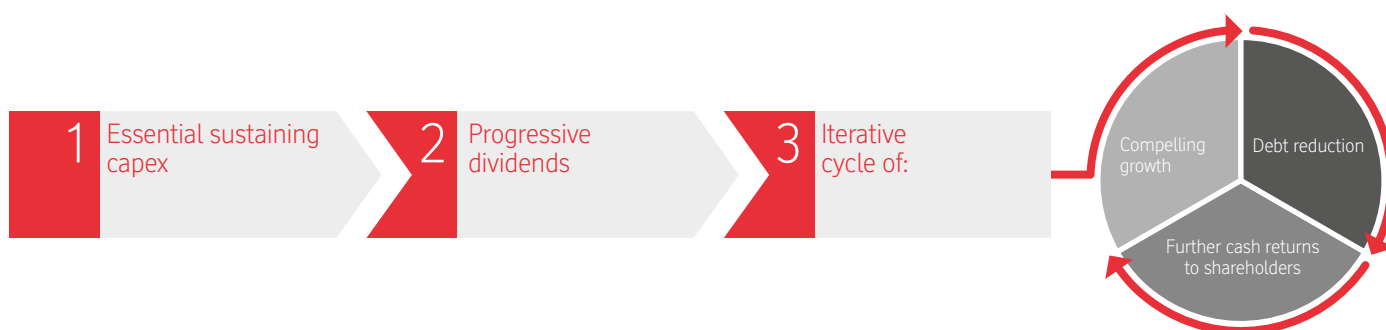 1
Essential sustaining
capex
2
Progressive
dividends
3
Iterative
cycle of:
Compelling
growth
Debt reduction
Further cash returns
to shareholders